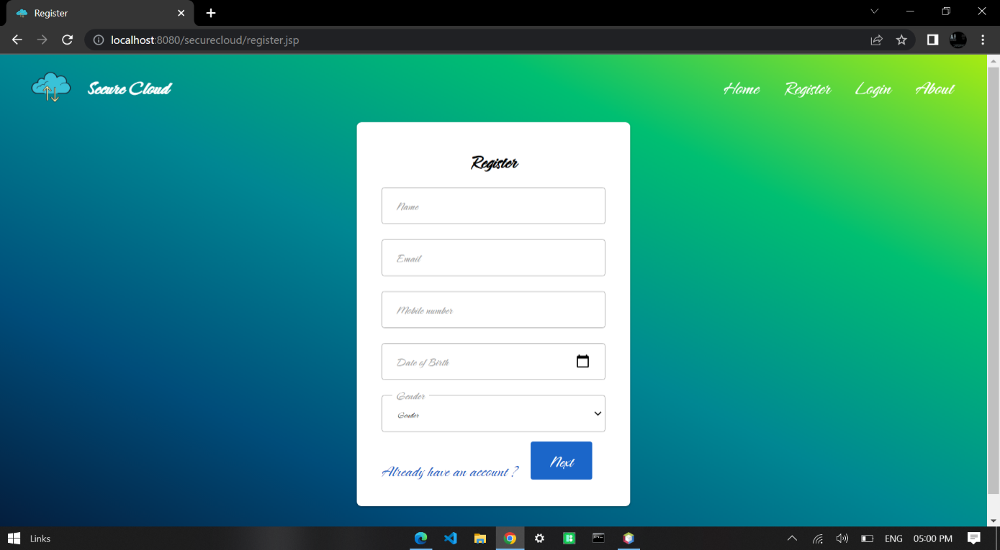 Register
localhost:8080/securecloud/register.jsp
Secure Cloud
Home Register Login About
Register
Name
Email
Mobile number
Date of Birth
Gender
Gender
Already have an account ?
Next
Links
ENG 05:00 PM